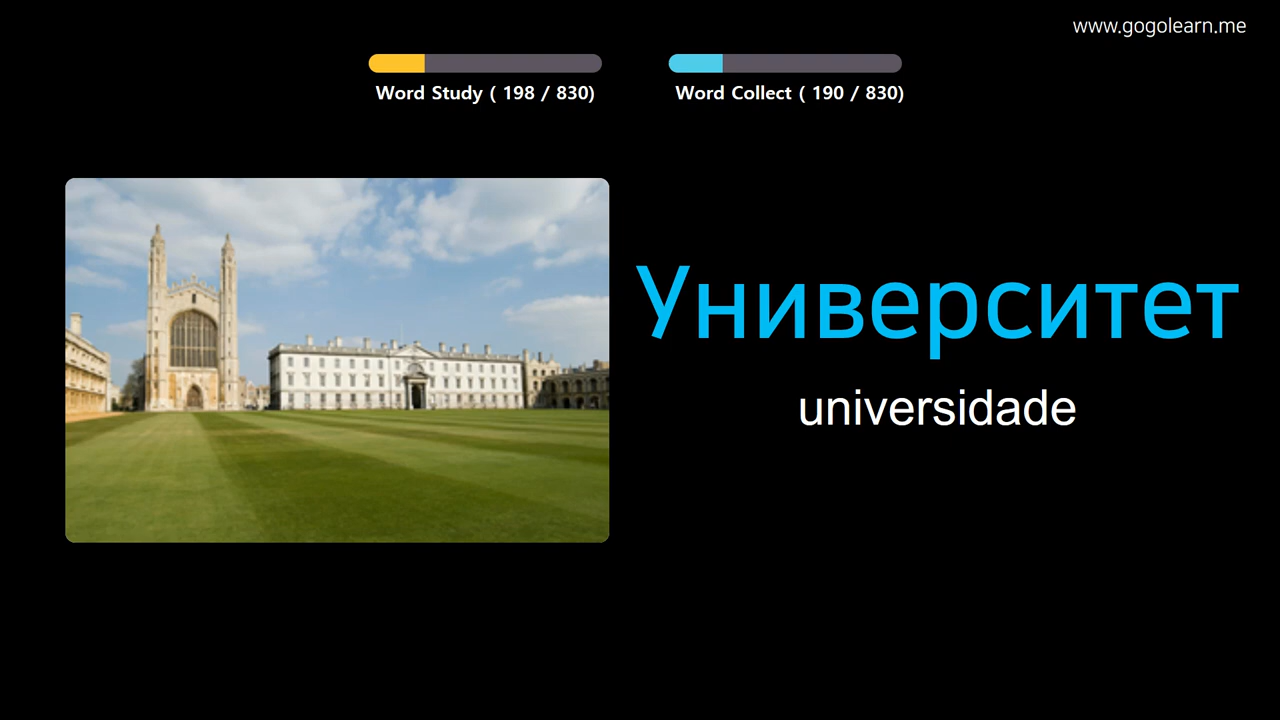 www.gogolearn.me
Word Study ( 198 / 830)
Word Collect ( 190 / 830)
Университет
universidade